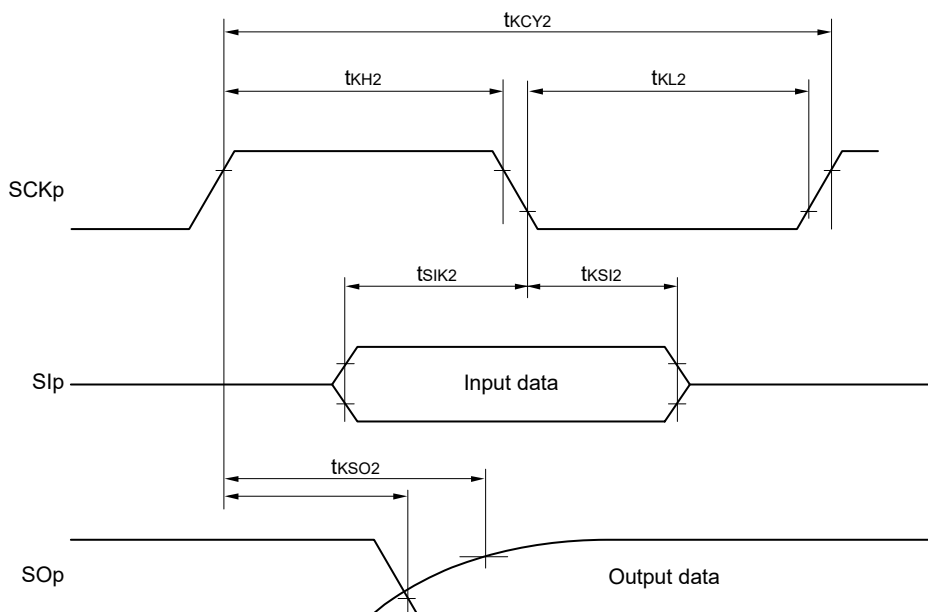 tKCY2
tKH2
tKL2
SCKp
tSIK2
tKSI2
SIp
Input data
tKSO2
SOp
Output data